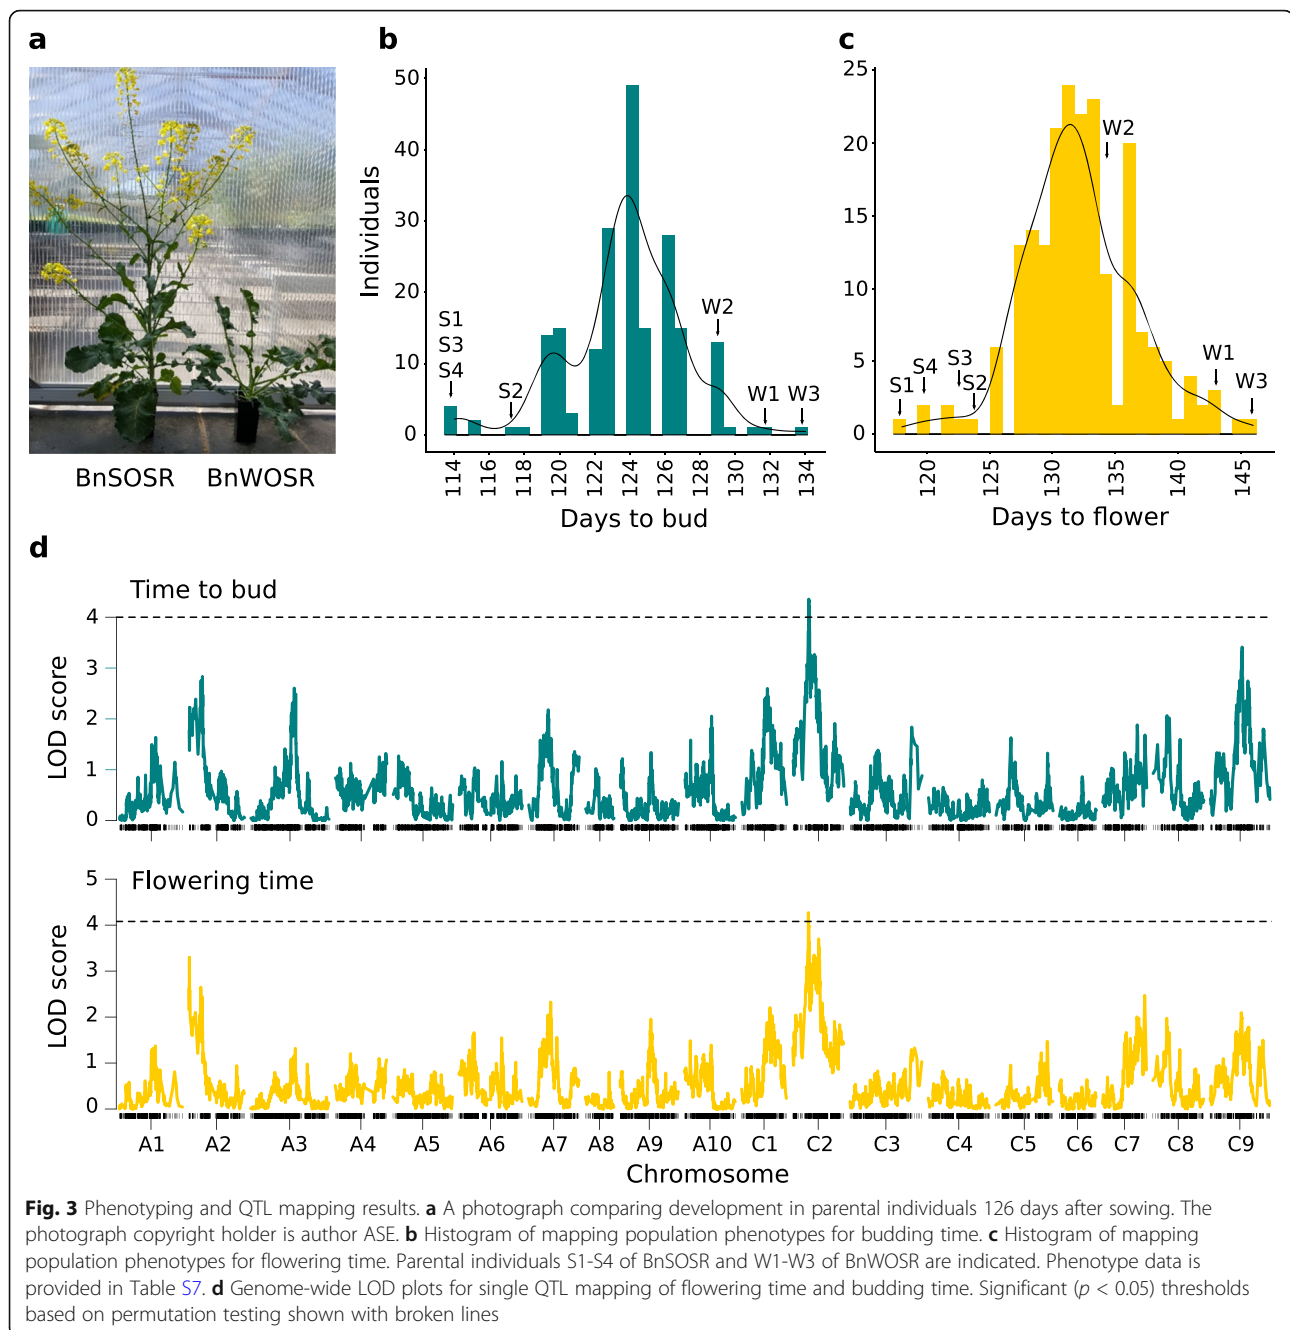 a
BnSOSR BnWOSR
b
Individuals
50
40
30
20
10
0
S1
S3
S4
S2
W2
W1 W3
114 116 118 120 122 124 126 128 130 132 134
Days to bud
c
25
20
15
10
5
0
S1
S4
S3
S2
W2
W1
W3
120 125 130 135 140 145
Days to flower
d
Time to bud
LOD score
4
3
2
1
0
Flowering time
LOD score
5
4
3
2
1
0
A1 A2 A3 A4 A5 A6 A7 A8 A9 A10 C1 C2 C3 C4 C5 C6 C7 C8 C9
Chromosome
Fig. 3 Phenotyping and QTL mapping results. a A photograph comparing development in parental individuals 126 days after sowing. The
photograph copyright holder is author ASE. b Histogram of mapping population phenotypes for budding time. c Histogram of mapping
population phenotypes for flowering time. Parental individuals S1-S4 of BnSOSR and W1-W3 of BnWOSR are indicated. Phenotype data is
provided in Table S7. d Genome-wide LOD plots for single QTL mapping of flowering time and budding time. Significant (p < 0.05) thresholds
based on permutation testing shown with broken lines